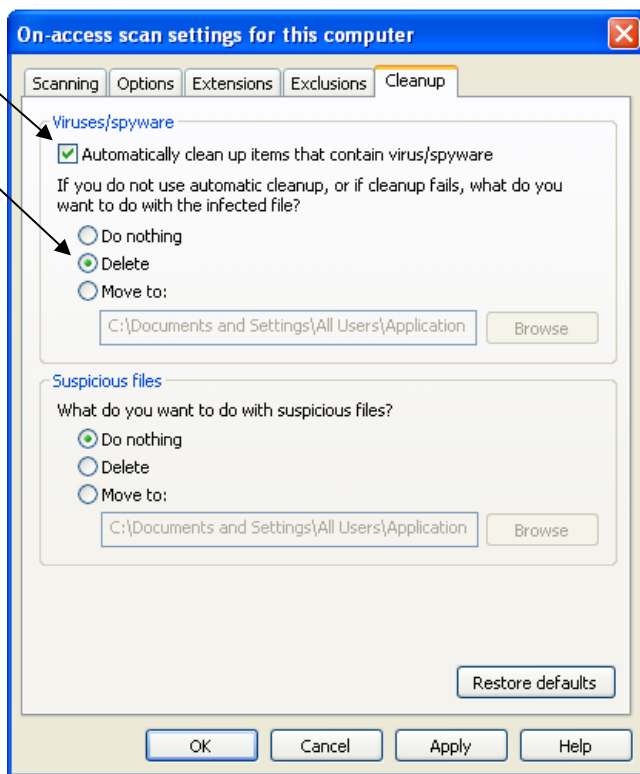 On-access scan settings for this computer
Scanning Options Extensions Exclusions Cleanup
Viruses/spyware
Automatically clean up items that contain virus/spyware
If you do not use automatic cleanup, or if cleanup fails, what do you
want to do with the infected file?
Do nothing
Delete
Move to:
C:\Documents and Settings\All Users\Application Browse
Suspicious files
What do you want to do with suspicious files?
Do nothing
Delete
Move to:
C:\Documents and Settings\All Users\Application Browse
Restore defaults
OK Cancel Apply Help